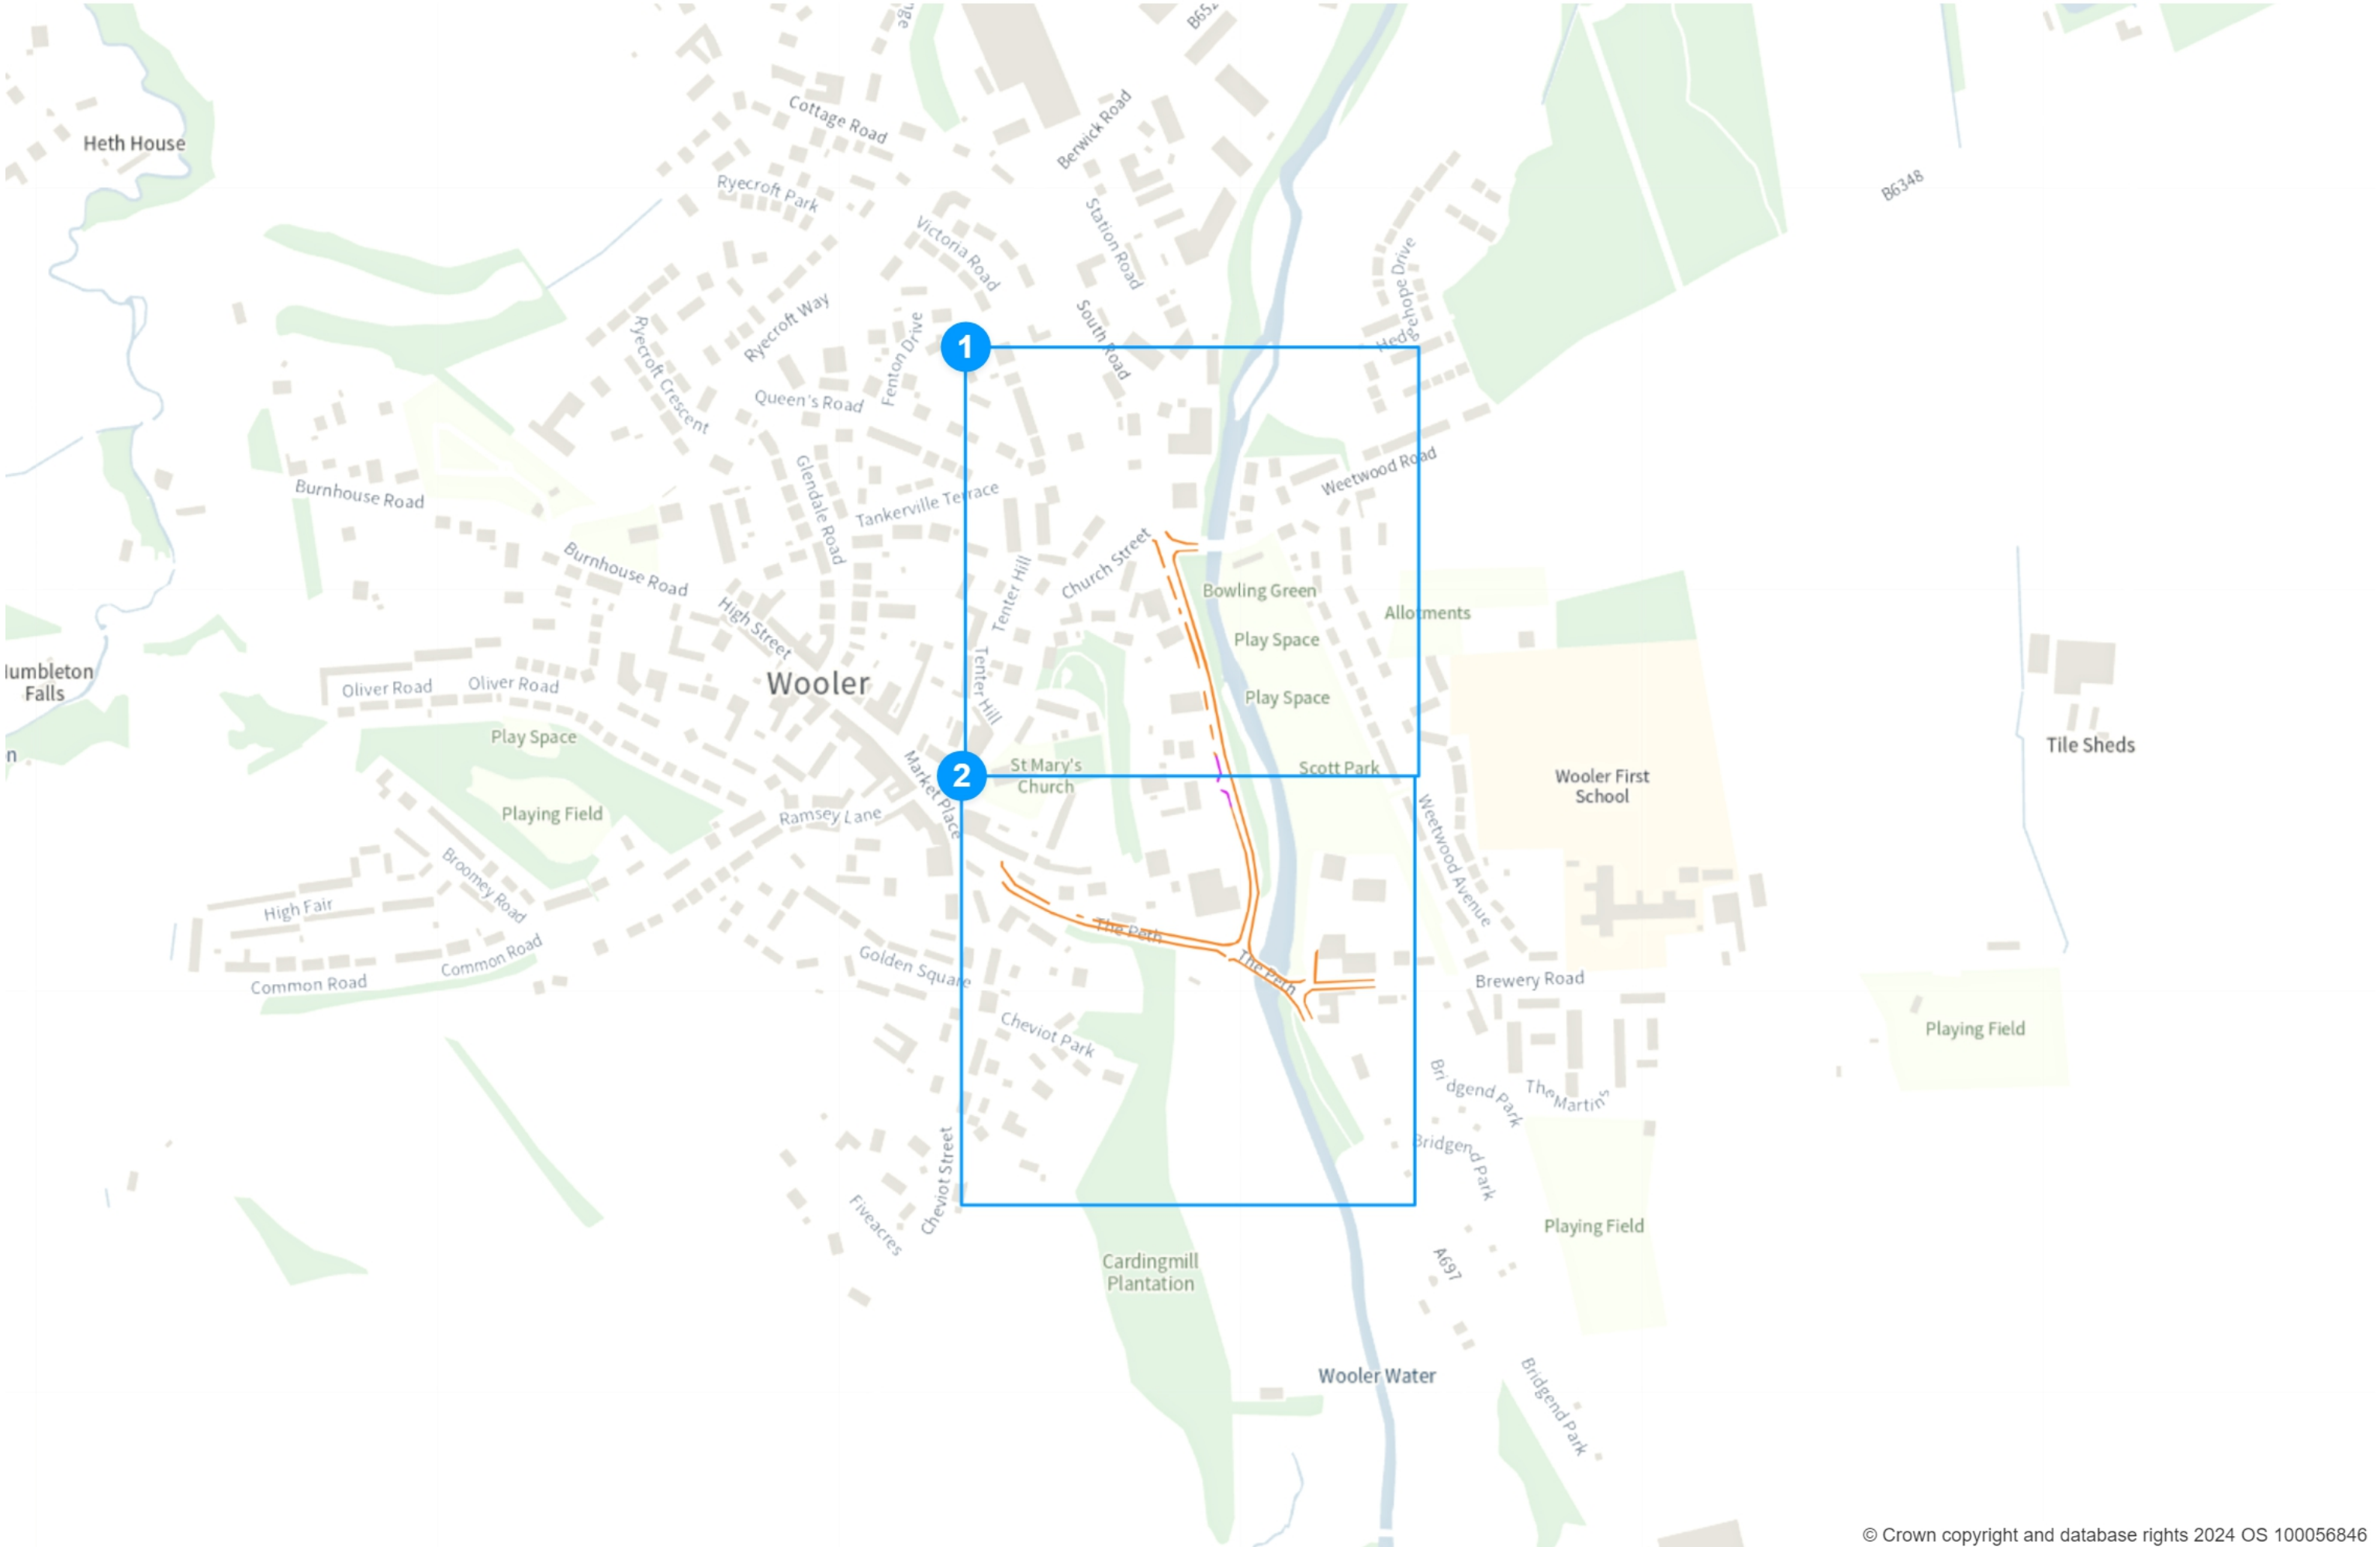 B652
Cottage Road
Heth House
Berwick Road
Ryecroft Park
B6348
Victoria Road
Station Road
Hedgehope Drive
Ryecroft Way
Fenton Drive
South Road
1
Ryecroft Crescent
Queen's Road
Weetwood Road
Burnhouse Road
Glendale Road
Tankerville Terrace
Church Street
Burnhouse Road
Tenter Hill
Bowling Green
High Street
Allotments
Play Space
Falls
Wooler
Tenter Hill
Oliver Road
Oliver Road
Play Space
Play Space
Tile Sheds
St Mary's
Church
Scott Park
2
Wooler First
School
Market Place
Playing Field
Ramsey Lane
Weetwood Avenue
Broomey Road
High Fair
The Peth
Common Road
Golden Square
The Peth
Common Road
Brewery Road
Cheviot Park
Playing Field
Bridgend Park
The Martins
Bridgend Park
Cheviot Street
Fiveacres
Playing Field
Cardingmill
Plantation
A697
Wooler Water
Bridgend Park
© Crown copyright and database rights 2024 OS 100056846